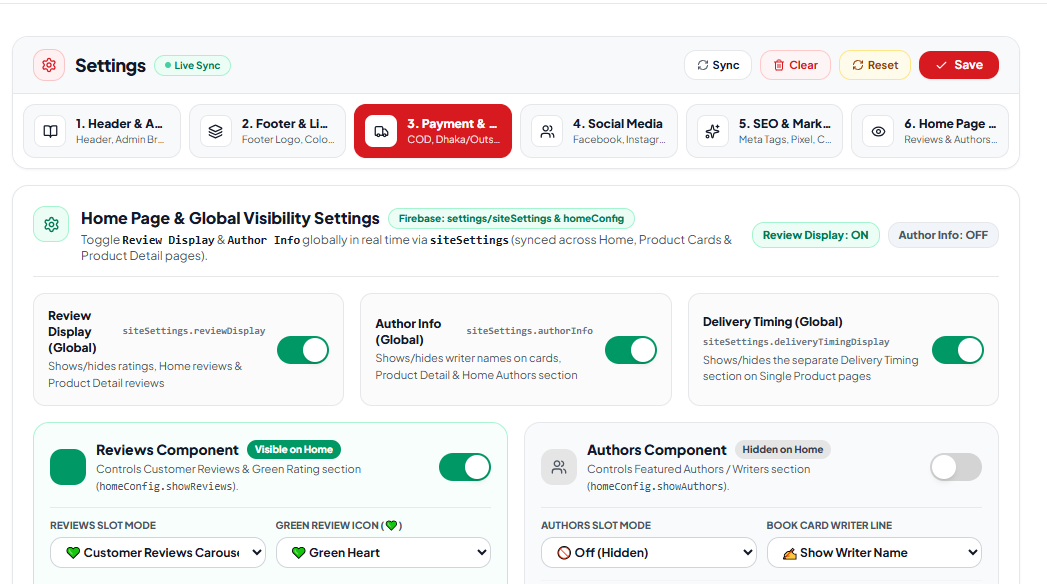 Settings
Live Sync
Sync
Clear
Reset
Save
1. Header & A...
Header, Admin Br...
2. Footer & Li...
Footer Logo, Colo...
3. Payment & ...
COD, Dhaka/Outs...
4. Social Media
Facebook, Instagr...
5. SEO & Mark...
Meta Tags, Pixel, C...
6. Home Page ...
Reviews & Authors...
Home Page & Global Visibility Settings
Firebase: settings/siteSettings & homeConfig
Toggle Review Display & Author Info globally in real time via siteSettings (synced across Home, Product Cards &
Product Detail pages).
Review Display: ON
Author Info: OFF
Review
Display
(Global)
siteSettings.reviewDisplay
Shows/hides ratings, Home reviews &
Product Detail reviews
Author Info
(Global)
siteSettings.authorInfo
Shows/hides writer names on cards,
Product Detail & Home Authors section
Delivery Timing (Global)
siteSettings.deliveryTimingDisplay
Shows/hides the separate Delivery Timing
section on Single Product pages
Reviews Component
Visible on Home
Controls Customer Reviews & Green Rating section
(homeConfig.showReviews).
REVIEWS SLOT MODE
GREEN REVIEW ICON (💚)
💚 Customer Reviews Carouse
💚 Green Heart
Authors Component
Hidden on Home
Controls Featured Authors / Writers section
(homeConfig.showAuthors).
AUTHORS SLOT MODE
BOOK CARD WRITER LINE
🚫 Off (Hidden)
✍️ Show Writer Name